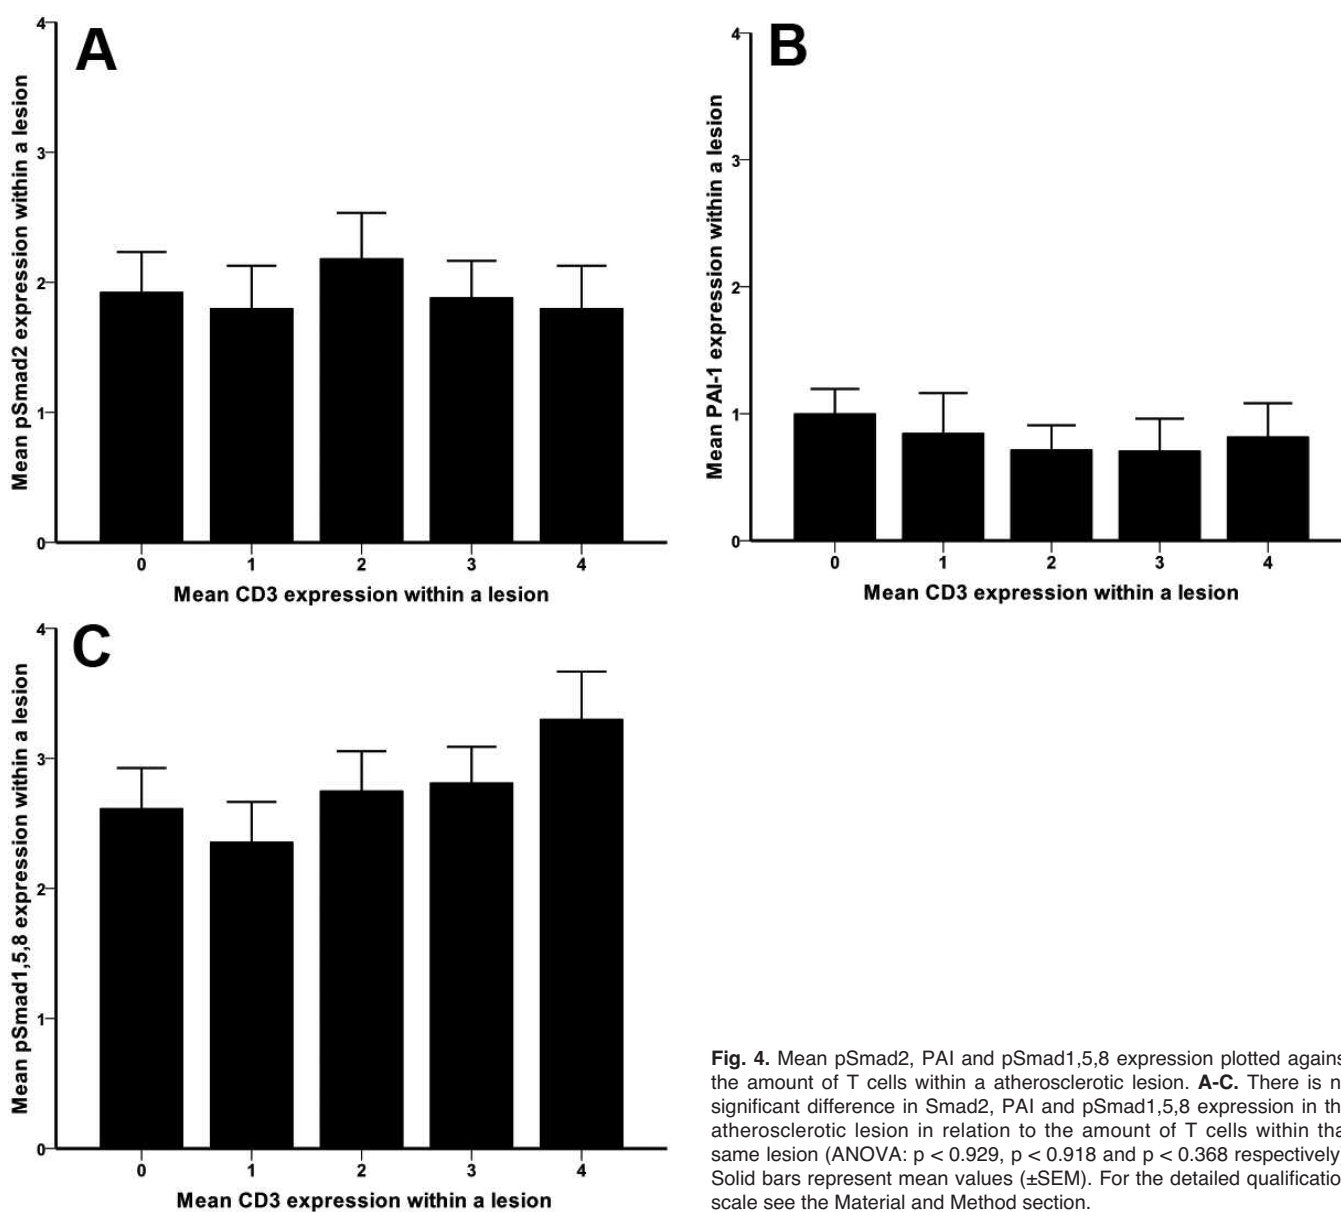 A
Mean pSmad2 expression within a lesion
4
3
2
1
0
0 1 2 3 4
Mean CD3 expression within a lesion
B
Mean PAI-1 expression within a lesion
4
3
2
1
0
0 1 2 3 4
Mean CD3 expression within a lesion
C
Mean pSmad1,5,8 expression within a lesion
4
3
2
1
0
0 1 2 3 4
Mean CD3 expression within a lesion
Fig. 4. Mean pSmad2, PAI and pSmad1,5,8 expression plotted agains
the amount of T cells within a atherosclerotic lesion. A-C. There is n
significant difference in Smad2, PAI and pSmad1,5,8 expression in th
atherosclerotic lesion in relation to the amount of T cells within tha
same lesion (ANOVA: p < 0.929, p < 0.918 and p < 0.368 respectively
Solid bars represent mean values (±SEM). For the detailed qualification
scale see the Material and Method section.